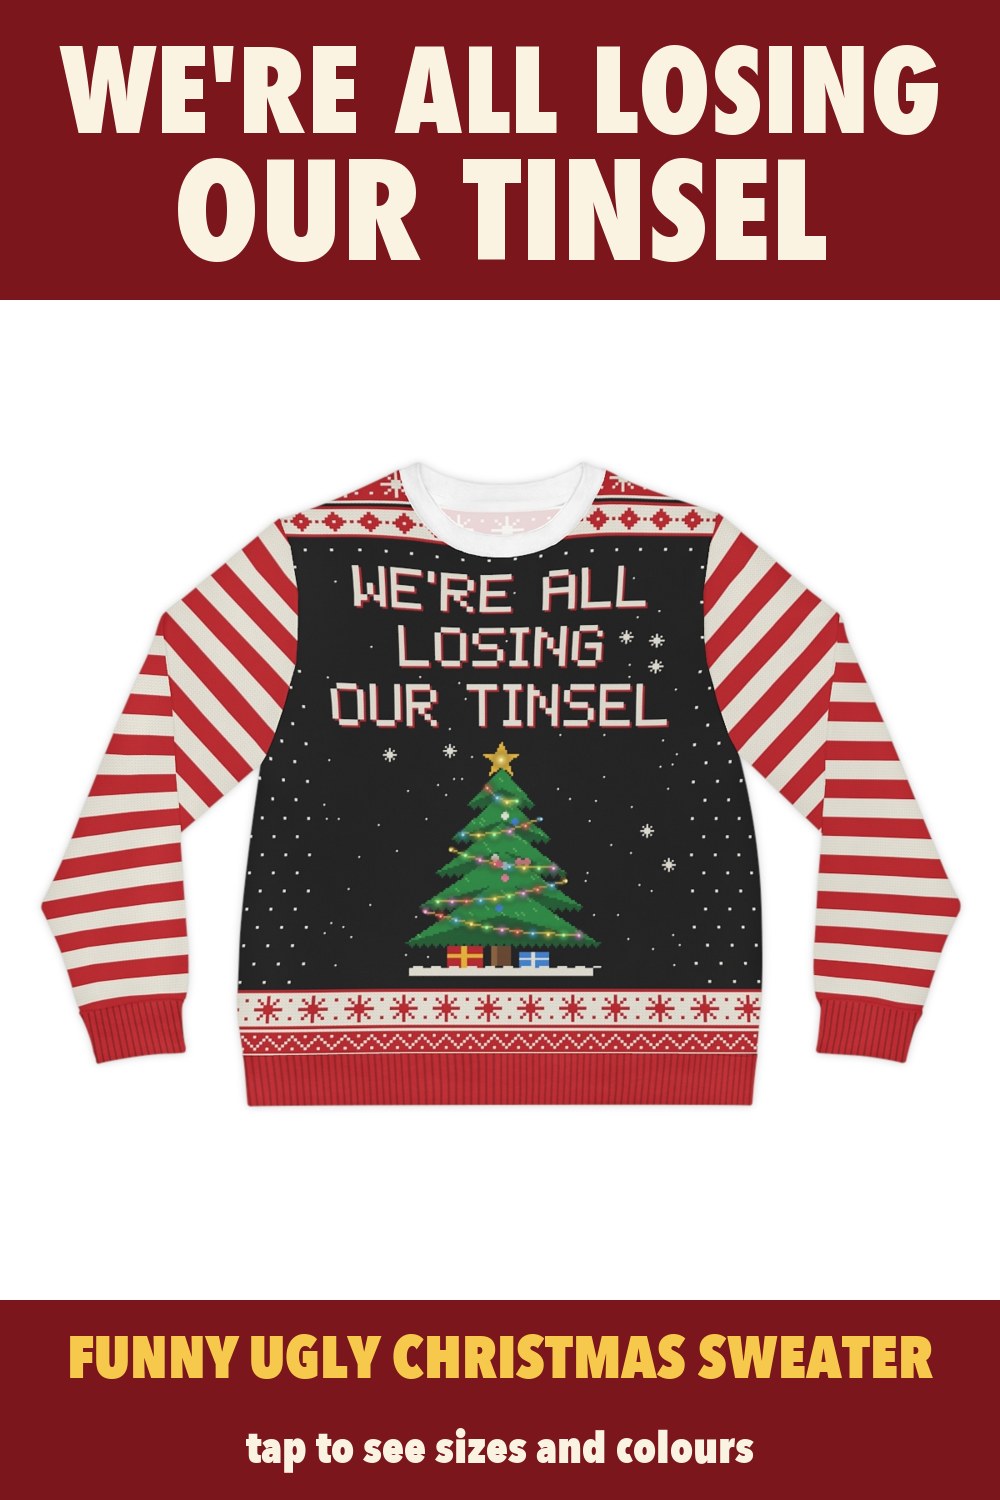 WE'RE ALL LOSING
OUR TINSEL
WE'RE ALL
LOSING
OUR TINSEL
FUNNY UGLY CHRISTMAS SWEATER
tap to see sizes and colours